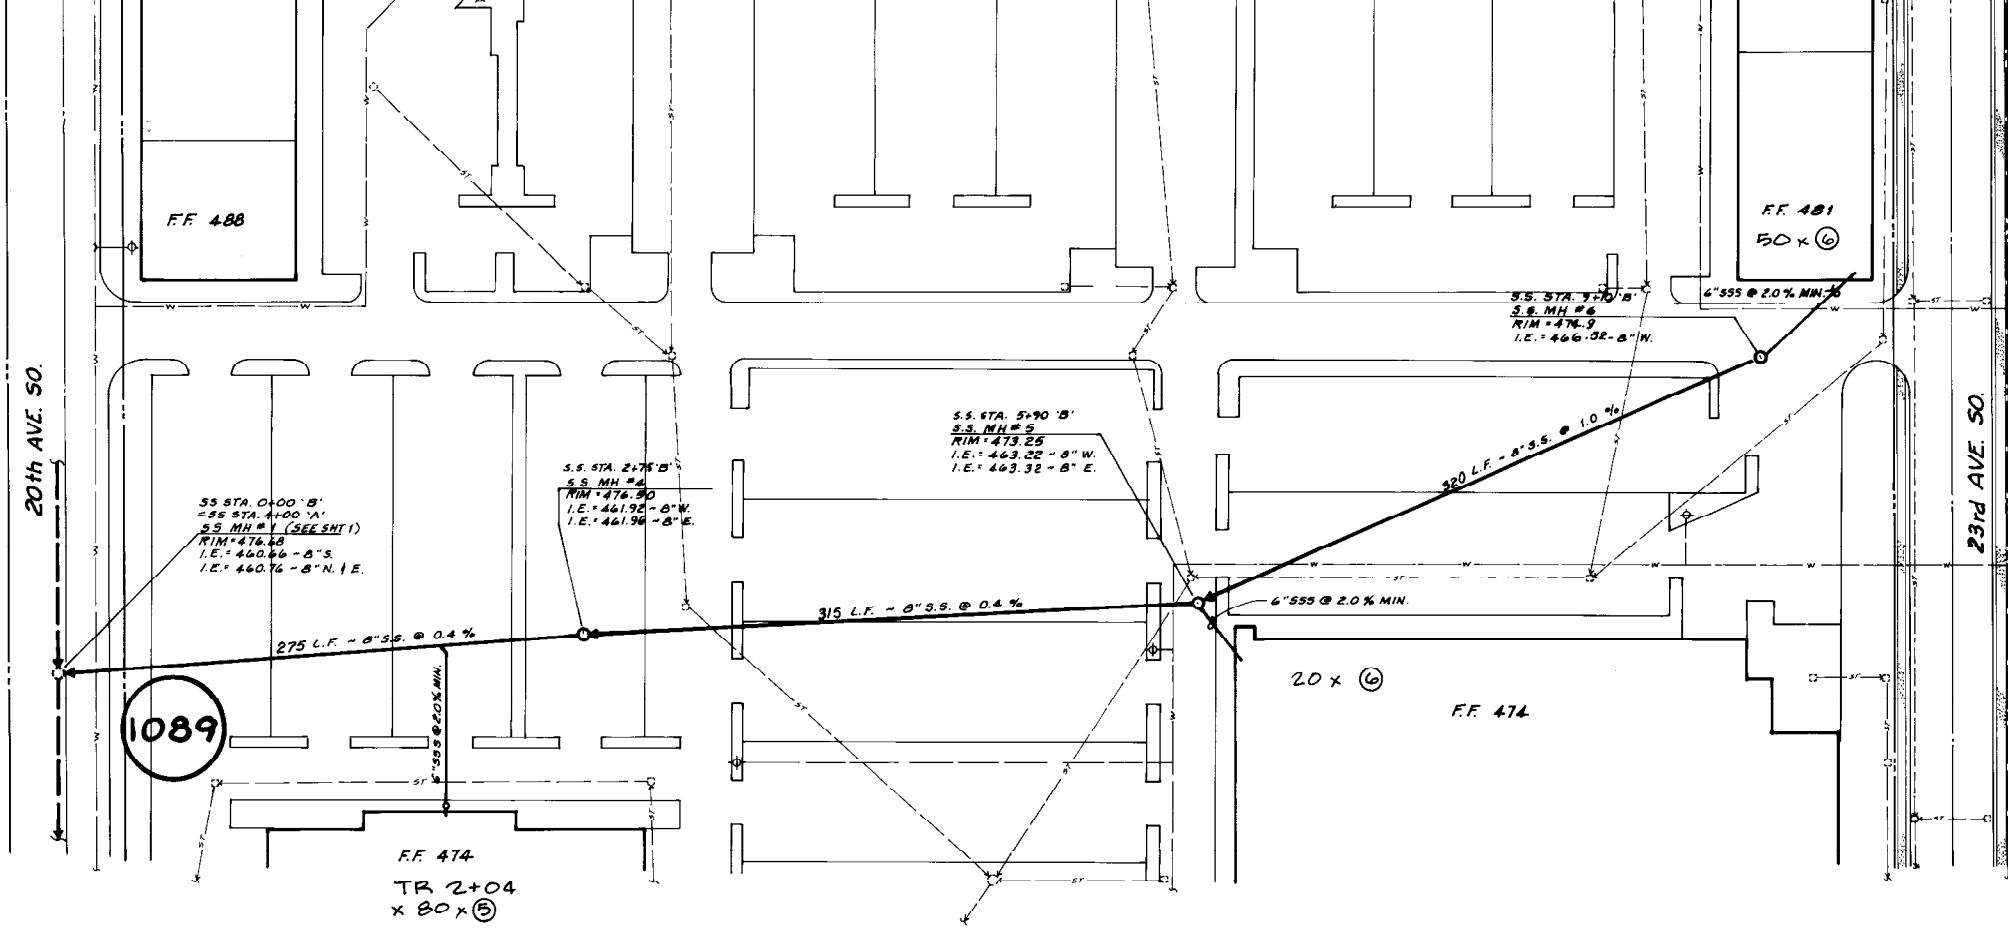 F.F. 488
F.F. 481
50 x 6
6" SSS @ 2.0 % MIN.
S.S. STA. 9+10 'B'
S.S. MH #6
RIM = 474.9
I.E. = 466.52 - 8" W.
20th AVE. SO.
23rd AVE. SO.
S.S. STA. 5+90 'B'
S.S. MH # 5
RIM = 473.25
I.E. = 463.22 - 8" W.
I.E. = 463.32 - 8" E.
320 L.F. ~ 8" S.S. @ 1.0 %
S.S. STA. 2+75 'B'
S.S. MH #4
RIM = 476.50
I.E. = 461.92 - 8" W.
I.E. = 461.96 - 8" E.
SS STA. 0+00 'B'
= SS STA. 4+00 'A'
SS MH # 1 (SEE SHT 1)
RIM = 476.68
I.E. = 460.66 - 8" S.
I.E. = 460.76 - 8" N. & E.
6" SSS @ 2.0 % MIN.
315 L.F. ~ 8" S.S. @ 0.4 %
275 L.F. ~ 8" S.S. @ 0.4 %
6" SSS @ 2.0 % MIN.
20 x 6
F.F. 474
1089
F.F. 474
TR 2+04
x 80 x 5